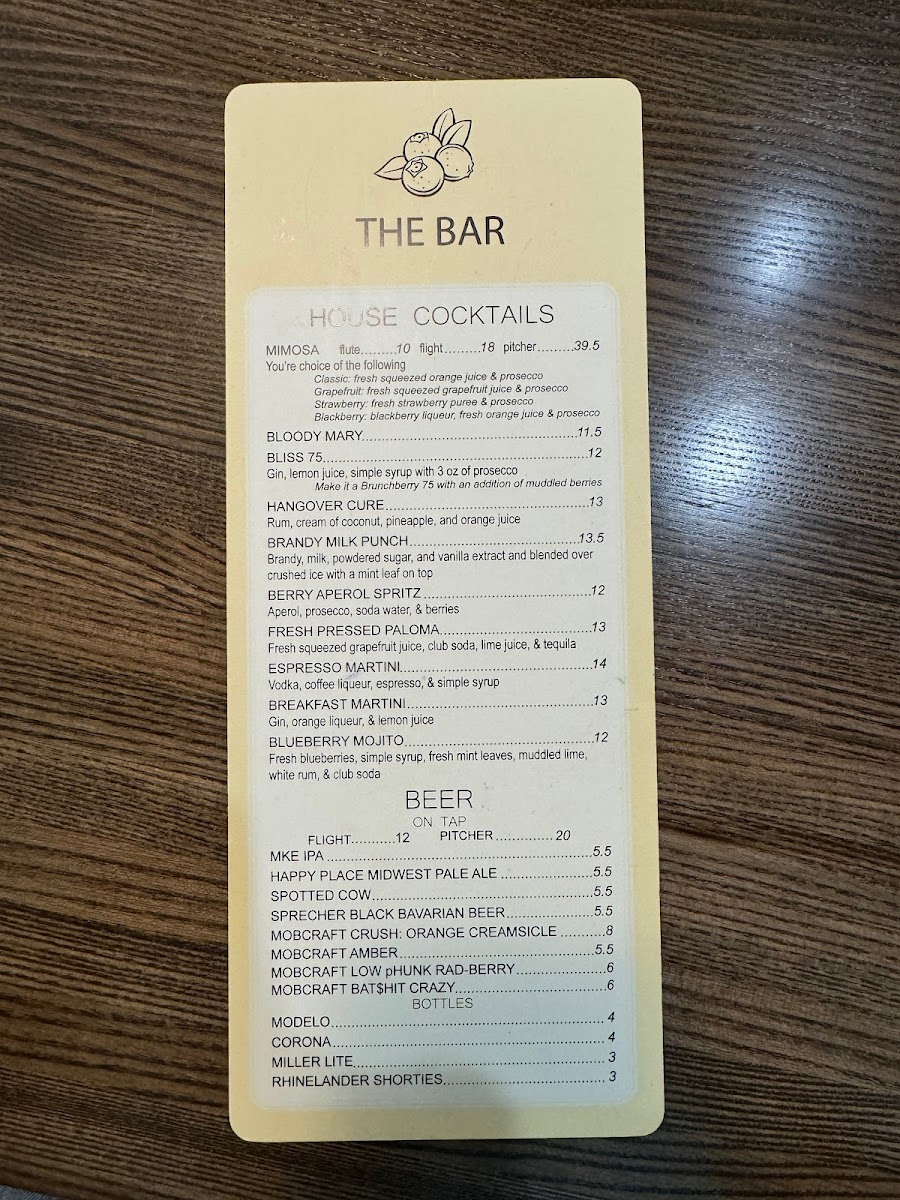 THE BAR
HOUSE COCKTAILS
MIMOSA flute.........10 flight.........18 pitcher.........39.5
You're choice of the following
Classic: fresh squeezed orange juice & prosecco
Grapefruit: fresh squeezed grapefruit juice & prosecco
Strawberry: fresh strawberry puree & prosecco
Blackberry: blackberry liqueur, fresh orange juice & prosecco
BLOODY MARY.........11.5
BLISS 75.........12
Gin, lemon juice, simple syrup with 3 oz of prosecco
Make it a Brunchberry 75 with an addition of muddled berries
HANGOVER CURE.........13
Rum, cream of coconut, pineapple, and orange juice
BRANDY MILK PUNCH.........13.5
Brandy, milk, powdered sugar, and vanilla extract and blended over
crushed ice with a mint leaf on top
BERRY APEROL SPRITZ.........12
Aperol, prosecco, soda water, & berries
FRESH PRESSED PALOMA.........13
Fresh squeezed grapefruit juice, club soda, lime juice, & tequila
ESPRESSO MARTINI.........14
Vodka, coffee liqueur, espresso, & simple syrup
BREAKFAST MARTINI.........13
Gin, orange liqueur, & lemon juice
BLUEBERRY MOJITO.........12
Fresh blueberries, simple syrup, fresh mint leaves, muddled lime,
white rum, & club soda
BEER
ON TAP
FLIGHT..........12 PITCHER.............20
MKE IPA.........5.5
HAPPY PLACE MIDWEST PALE ALE.........5.5
SPOTTED COW.........5.5
SPRECHER BLACK BAVARIAN BEER.........5.5
MOBCRAFT CRUSH: ORANGE CREAMSICLE.........8
MOBCRAFT AMBER.........5.5
MOBCRAFT LOW pHUNK RAD-BERRY.........6
MOBCRAFT BAT$HIT CRAZY.........6
BOTTLES
MODELO.........4
CORONA.........4
MILLER LITE.........3
RHINELANDER SHORTIES.........3